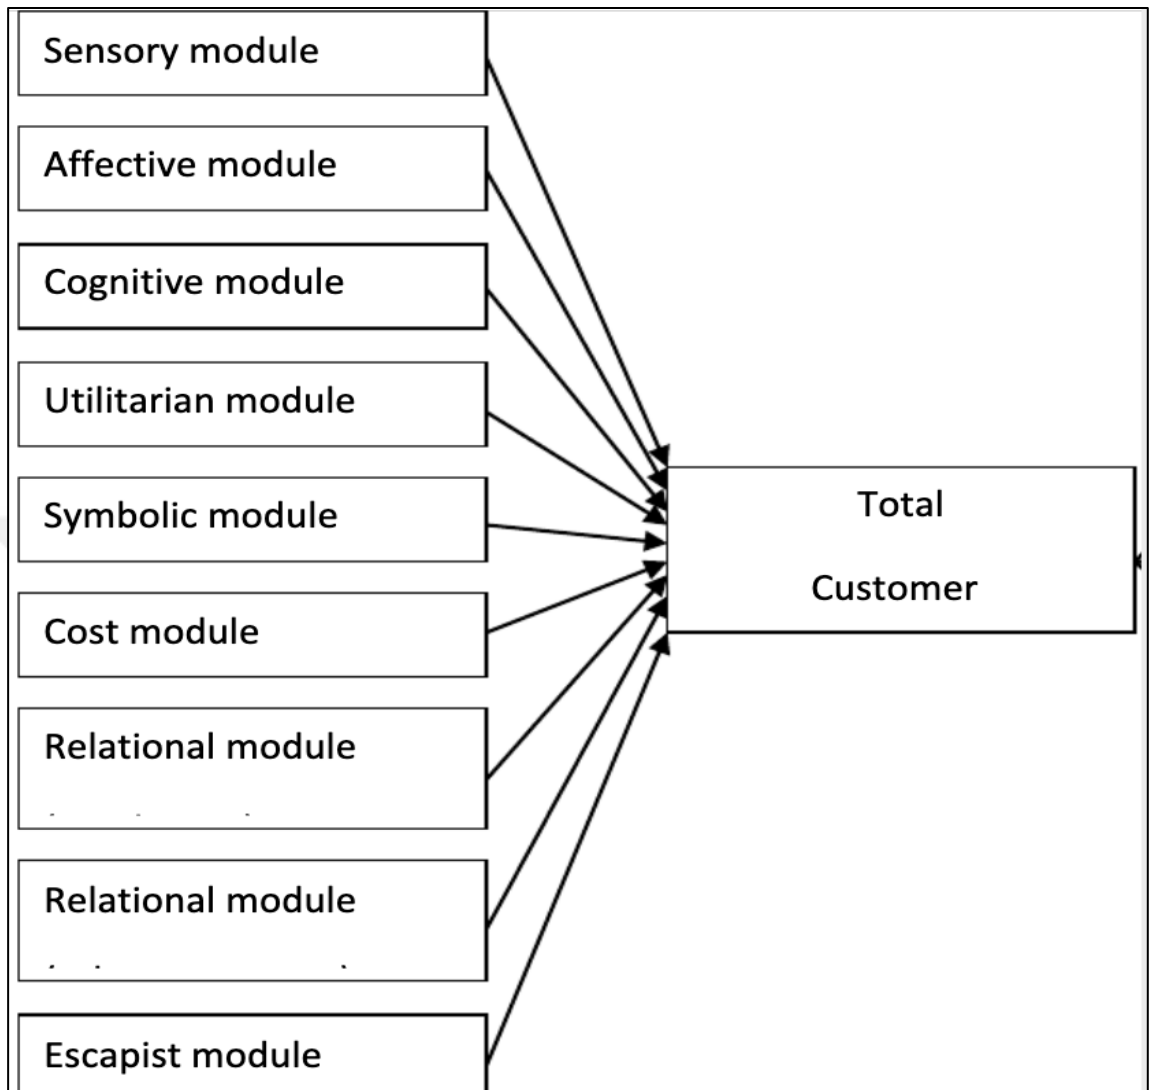 Sensory module
Affective module
Cognitive module
Utilitarian module
Symbolic module
Cost module
Relational module
Relational module
Escapist module
Total
Customer